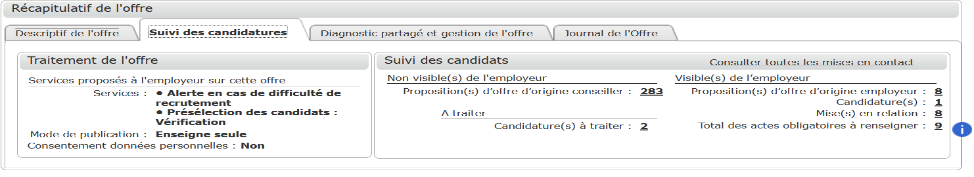 Récapitulatif de l'offre
Descriptif de l'offre
Suivi des candidatures
Diagnostic partagé et gestion de l'offre
Journal de l'Offre
Traitement de l'offre
Services proposés à l'employeur sur cette offre
Services : • Alerte en cas de difficulté de
recrutement
• Présélection des candidats :
Vérification
Mode de publication : Enseigne seule
Consentement données personnelles : Non
Suivi des candidats
Consulter toutes les mises en contact
Non visible(s) de l'employeur
Proposition(s) d'offre d'origine conseiller : 283
A traiter
Candidature(s) à traiter : 2
Visible(s) de l'employeur
Proposition(s) d'offre d'origine employeur : 8
Candidature(s) : 1
Mise(s) en relation : 8
Total des actes obligatoires à renseigner : 9
i